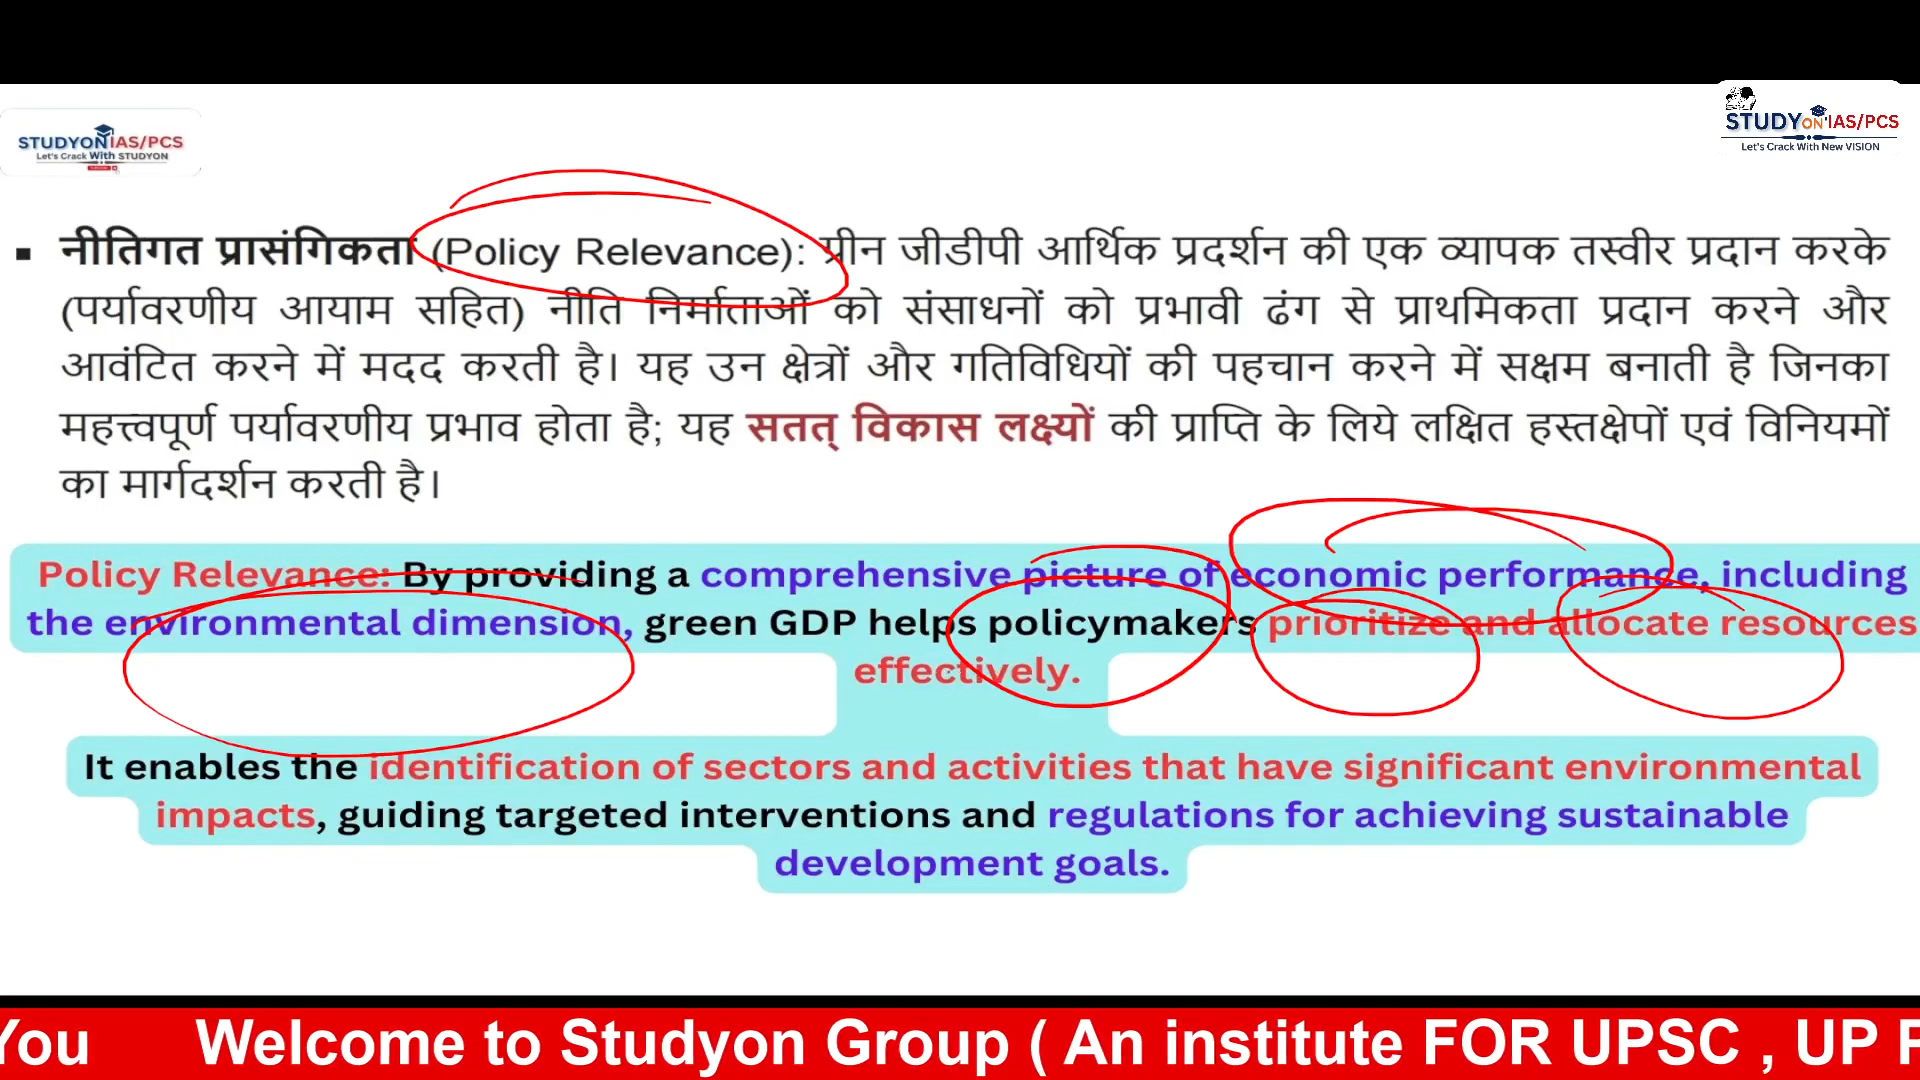 STUDYON IAS/PCS
Let's Crack With STUDYON
STUDYON IAS/PCS
Let's Crack With New VISION
▪ नीतिगत प्रासंगिकता (Policy Relevance): ग्रीन जीडीपी आर्थिक प्रदर्शन की एक व्यापक तस्वीर प्रदान करके
(पर्यावरणीय आयाम सहित) नीति निर्माताओं को संसाधनों को प्रभावी ढंग से प्राथमिकता प्रदान करने और
आवंटित करने में मदद करती है। यह उन क्षेत्रों और गतिविधियों की पहचान करने में सक्षम बनाती है जिनका
महत्त्वपूर्ण पर्यावरणीय प्रभाव होता है; यह सतत् विकास लक्ष्यों की प्राप्ति के लिये लक्षित हस्तक्षेपों एवं विनियमों
का मार्गदर्शन करती है।
Policy Relevance: By providing a comprehensive picture of economic performance, including
the environmental dimension, green GDP helps policymakers prioritize and allocate resources
effectively.
It enables the identification of sectors and activities that have significant environmental
impacts, guiding targeted interventions and regulations for achieving sustainable
development goals.
You Welcome to Studyon Group ( An institute FOR UPSC , UP